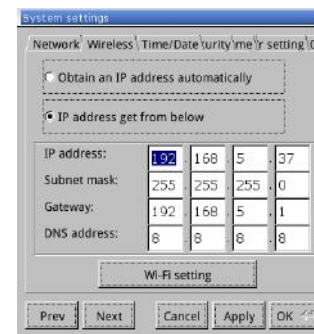 System settings
Network Wireless Time/Date urity me r setting
Obtain an IP address automatically
IP address get from below
IP address: 192 . 168 . 5 . 37
Subnet mask: 255 . 255 . 255 . 0
Gateway: 192 . 168 . 5 . 1
DNS address: 8 . 8 . 8 . 8
Wi-Fi setting
Prev Next Cancel Apply OK